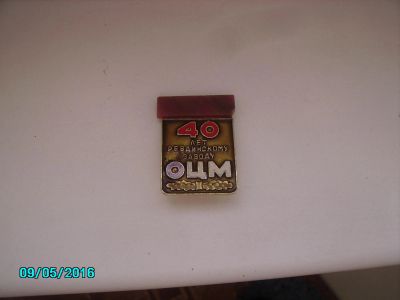 40
ЛЕТ
РЕВДИНСКОМУ
ЗАВОДУ
ОЦМ
09/05/2016